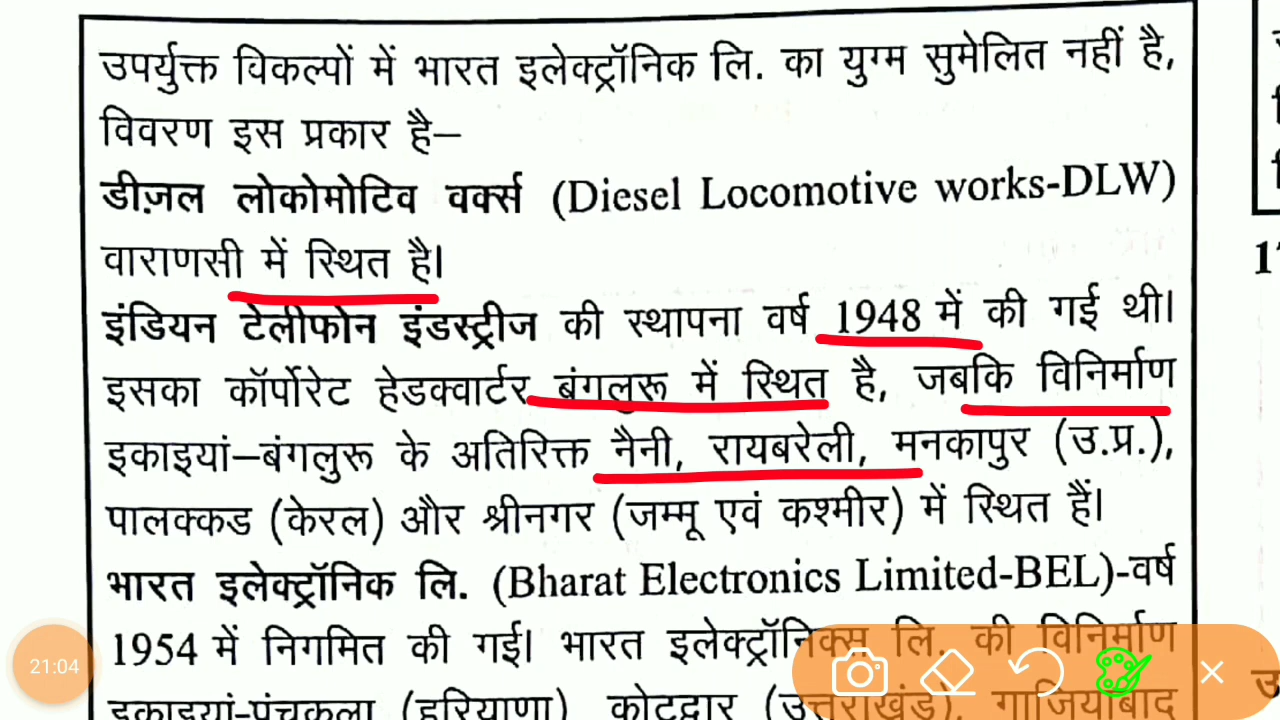 उपर्युक्त विकल्पों में भारत इलेक्ट्रॉनिक लि. का युग्म सुमेलित नहीं है,
विवरण इस प्रकार है–
डीज़ल लोकोमोटिव वर्क्स (Diesel Locomotive works-DLW)
वाराणसी में स्थित है।
इंडियन टेलीफोन इंडस्ट्रीज की स्थापना वर्ष 1948 में की गई थी।
इसका कॉर्पोरेट हेडक्वार्टर बंगलुरू में स्थित है, जबकि विनिर्माण
इकाइयां–बंगलुरू के अतिरिक्त नैनी, रायबरेली, मनकापुर (उ.प्र.),
पालक्कड (केरल) और श्रीनगर (जम्मू एवं कश्मीर) में स्थित हैं।
भारत इलेक्ट्रॉनिक लि. (Bharat Electronics Limited-BEL)-वर्ष
1954 में निगमित की गई। भारत इलेक्ट्रॉनिक्स लि. की विनिर्माण
इकाइयां-पंचकुला (हरियाणा) कोटद्वार (उत्तराखंड), गाजियाबाद
21:04